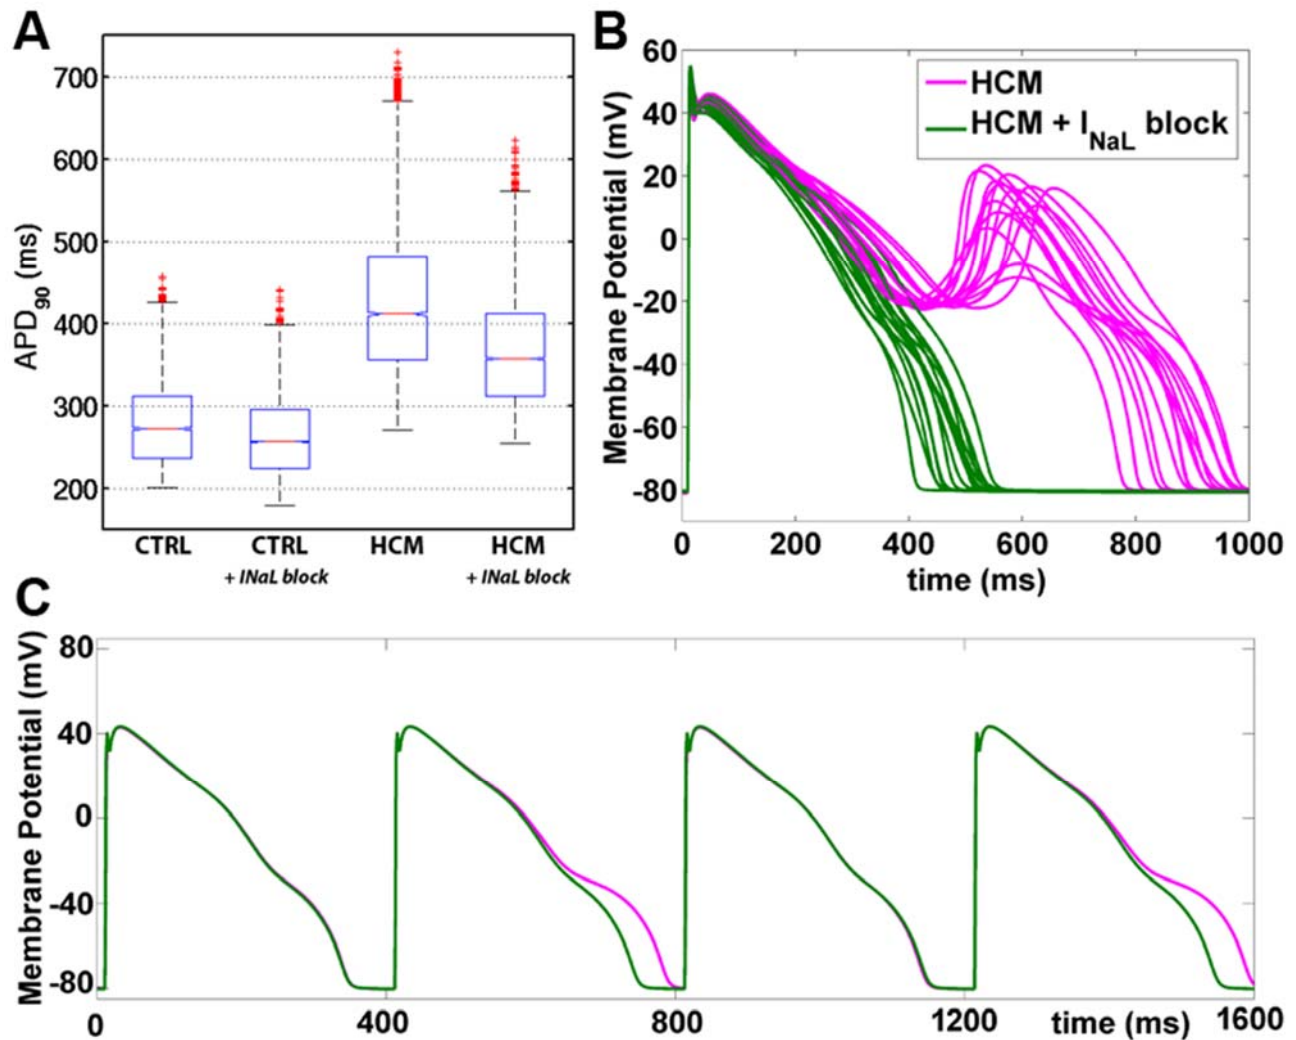 A
APD90 (ms)
700
600
500
400
300
200
CTRL
CTRL
+ INaL block
HCM
HCM
+ INaL block
B
Membrane Potential (mV)
60
40
20
0
-20
-40
-60
-80
HCM
HCM + INaL block
0 200 400 600 800 1000
time (ms)
C
Membrane Potential (mV)
80
40
0
-40
-80
0 400 800 1200 time (ms) 1600